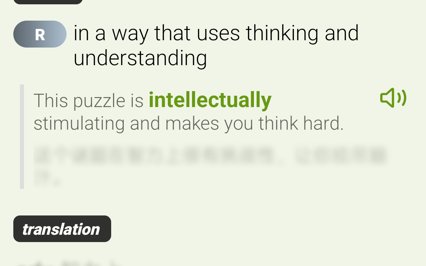 R in a way that uses thinking and
understanding
This puzzle is intellectually
stimulating and makes you think hard.
translation